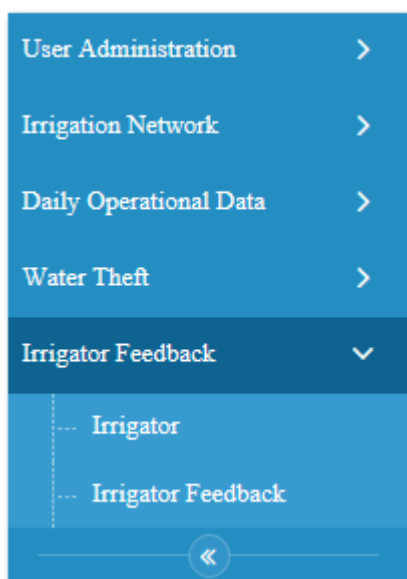 User Administration
Irrigation Network
Daily Operational Data
Water Theft
Irrigator Feedback
Irrigator
Irrigator Feedback